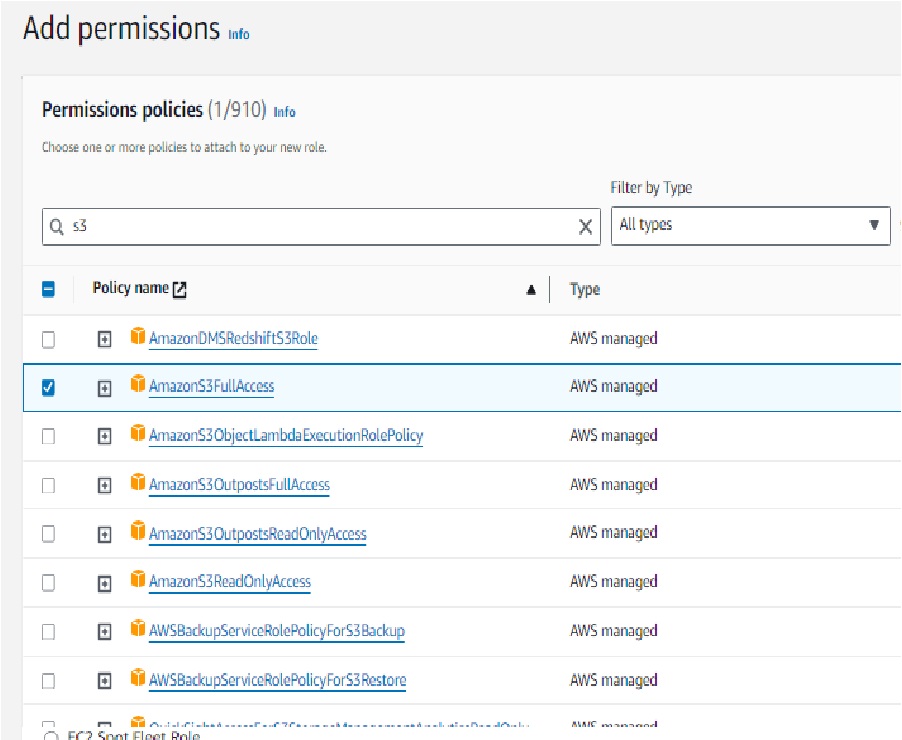 Add permissions Info
Permissions policies (1/910) Info
Choose one or more policies to attach to your new role.
Filter by Type
s3
All types
Policy name
Type
AmazonDMSRedshiftS3Role AWS managed
AmazonS3FullAccess AWS managed
AmazonS3ObjectLambdaExecutionRolePolicy AWS managed
AmazonS3OutpostsFullAccess AWS managed
AmazonS3OutpostsReadOnlyAccess AWS managed
AmazonS3ReadOnlyAccess AWS managed
AWSBackupServiceRolePolicyForS3Backup AWS managed
AWSBackupServiceRolePolicyForS3Restore AWS managed
QuickSightAccessForS3StorageManagementAnalyticsReadOnly AWS managed
EC2 Spot Fleet Role